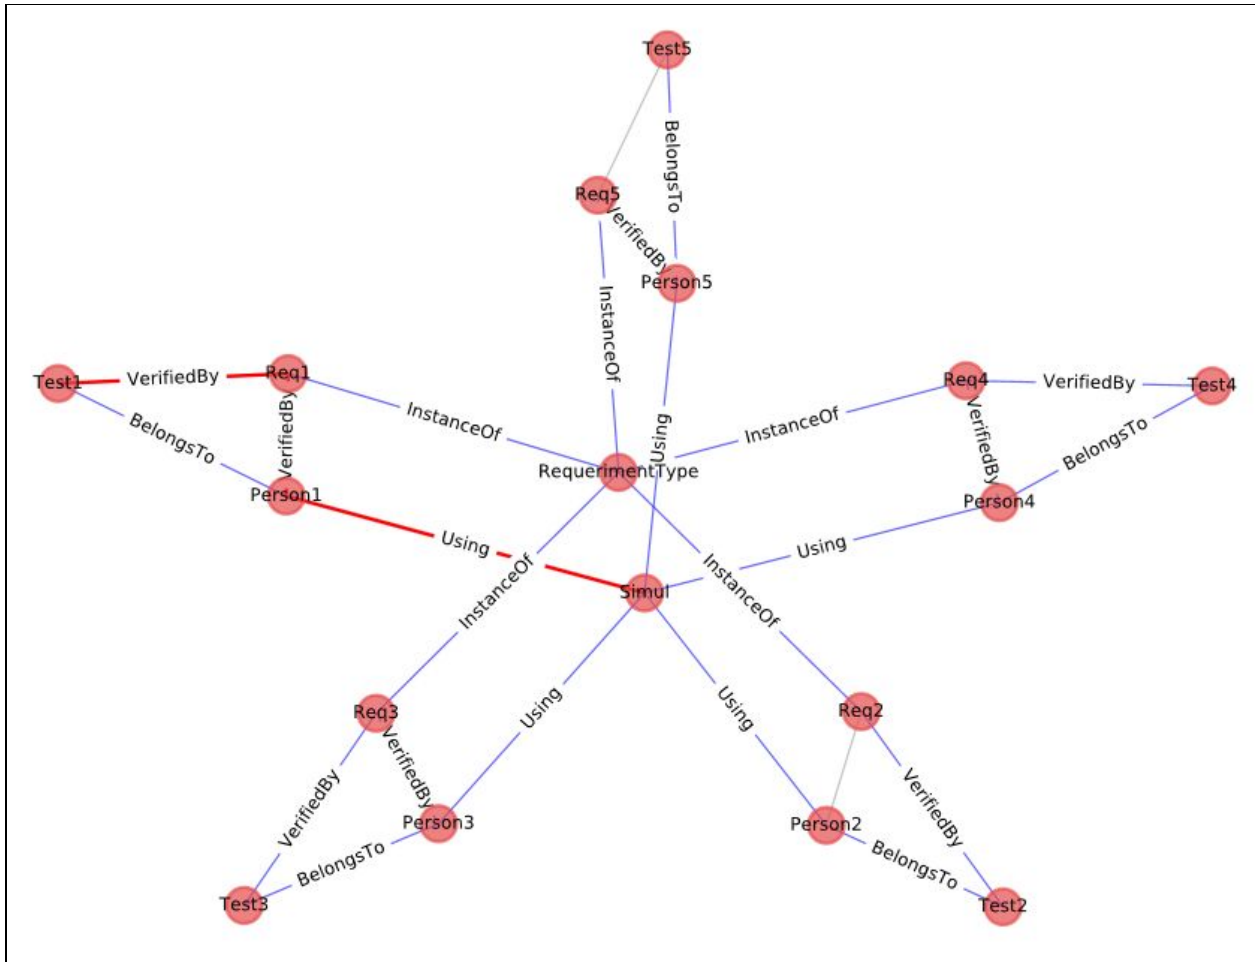 Test5
BelongsTo
Req5
VerifiedBy
Person5
InstanceOf
Using
Test1
VerifiedBy
Req1
BelongsTo
VerifiedBy
InstanceOf
Person1
Req4
VerifiedBy
Test4
InstanceOf
VerifiedBy
BelongsTo
Person4
RequerimentType
Using
Using
InstanceOf
InstanceOf
Simul
Using
Using
Req3
VerifiedBy
VerifiedBy
Person3
BelongsTo
Test3
Req2
VerifiedBy
Person2
BelongsTo
Test2